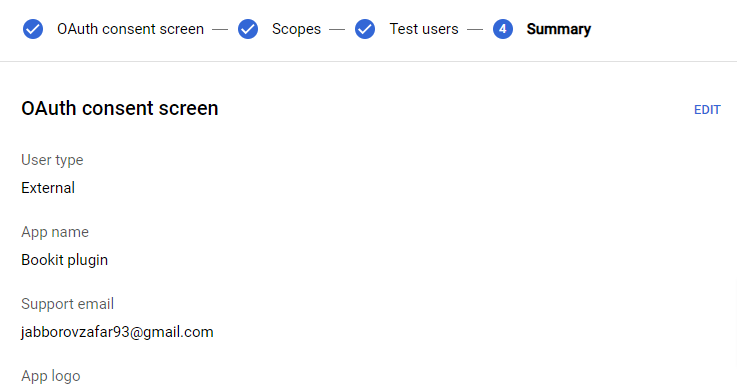 OAuth consent screen — Scopes — Test users — 4 Summary
OAuth consent screen EDIT
User type
External
App name
Bookit plugin
Support email
jabborovzafar93@gmail.com
App logo